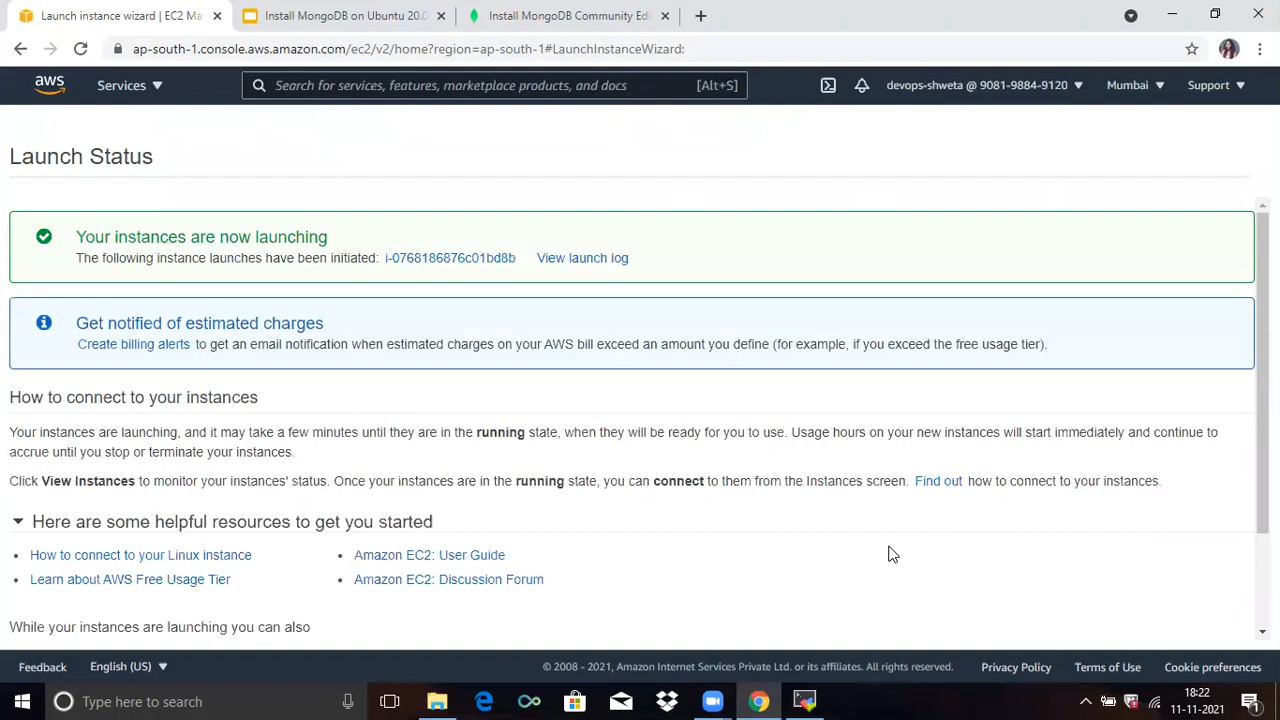 Launch instance wizard | EC2 Ma
Install MongoDB on Ubuntu 20.0
Install MongoDB Community Edi
ap-south-1.console.aws.amazon.com/ec2/v2/home?region=ap-south-1#LaunchInstanceWizard:
aws
Services
Search for services, features, marketplace products, and docs
[Alt+S]
devops-shweta @ 9081-9884-9120
Mumbai
Support
Launch Status
Your instances are now launching
The following instance launches have been initiated: i-0768186876c01bd8b View launch log
Get notified of estimated charges
Create billing alerts to get an email notification when estimated charges on your AWS bill exceed an amount you define (for example, if you exceed the free usage tier).
How to connect to your instances
Your instances are launching, and it may take a few minutes until they are in the running state, when they will be ready for you to use. Usage hours on your new instances will start immediately and continue to
accrue until you stop or terminate your instances.
Click View Instances to monitor your instances' status. Once your instances are in the running state, you can connect to them from the Instances screen. Find out how to connect to your instances.
Here are some helpful resources to get you started
• How to connect to your Linux instance
• Amazon EC2: User Guide
• Learn about AWS Free Usage Tier
• Amazon EC2: Discussion Forum
While your instances are launching you can also
Feedback
English (US)
© 2008 - 2021, Amazon Internet Services Private Ltd. or its affiliates. All rights reserved.
Privacy Policy
Terms of Use
Cookie preferences
Type here to search
18:22
11-11-2021
1